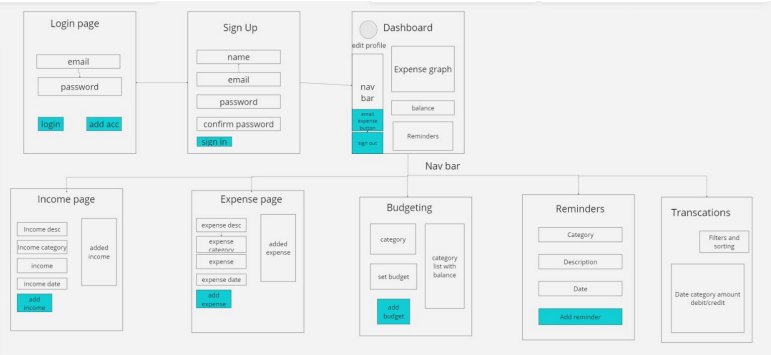 Login page
email
password
login
add acc
Sign Up
name
email
password
confirm password
sign in
Dashboard
edit profile
nav
bar
email
expense
button
sign out
Expense graph
balance
Reminders
Nav bar
Income page
Income desc
Income category
income
income date
add
income
added
income
Expense page
expense desc
expense
category
expense
expense date
add
expense
added
expense
Budgeting
category
set budget
add
budget
category
list with
balance
Reminders
Category
Description
Date
Add reminder
Transcations
Filters and
sorting
Date category amount
debit/credit